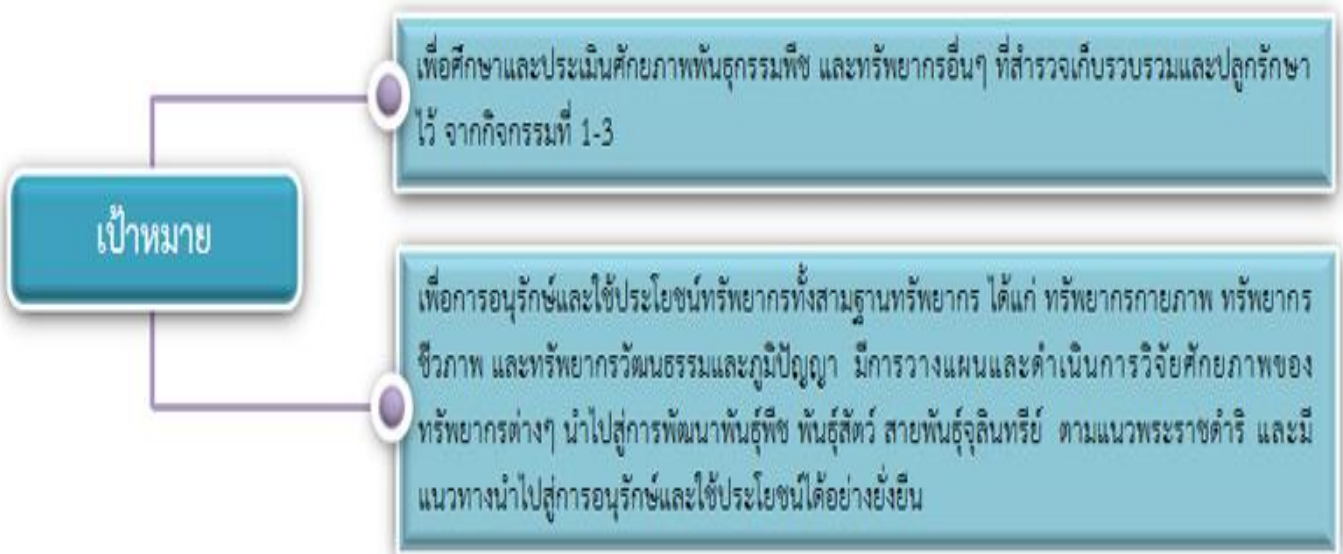 เป้าหมาย
เพื่อศึกษาและประเมินศักยภาพพันธุกรรมพืช และทรัพยากรอื่นๆ ที่สำรวจเก็บรวบรวมและปลูกรักษา
ไว้ จากกิจกรรมที่ 1-3
เพื่อการอนุรักษ์และใช้ประโยชน์ทรัพยากรทั้งสามฐานทรัพยากร ได้แก่ ทรัพยากรกายภาพ ทรัพยากร
ชีวภาพ และทรัพยากรวัฒนธรรมและภูมิปัญญา มีการวางแผนและดำเนินการวิจัยศักยภาพของ
ทรัพยากรต่างๆ นำไปสู่การพัฒนาพันธุ์พืช พันธุ์สัตว์ สายพันธุ์จุลินทรีย์ ตามแนวพระราชดำริ และมี
แนวทางนำไปสู่การอนุรักษ์และใช้ประโยชน์ได้อย่างยั่งยืน